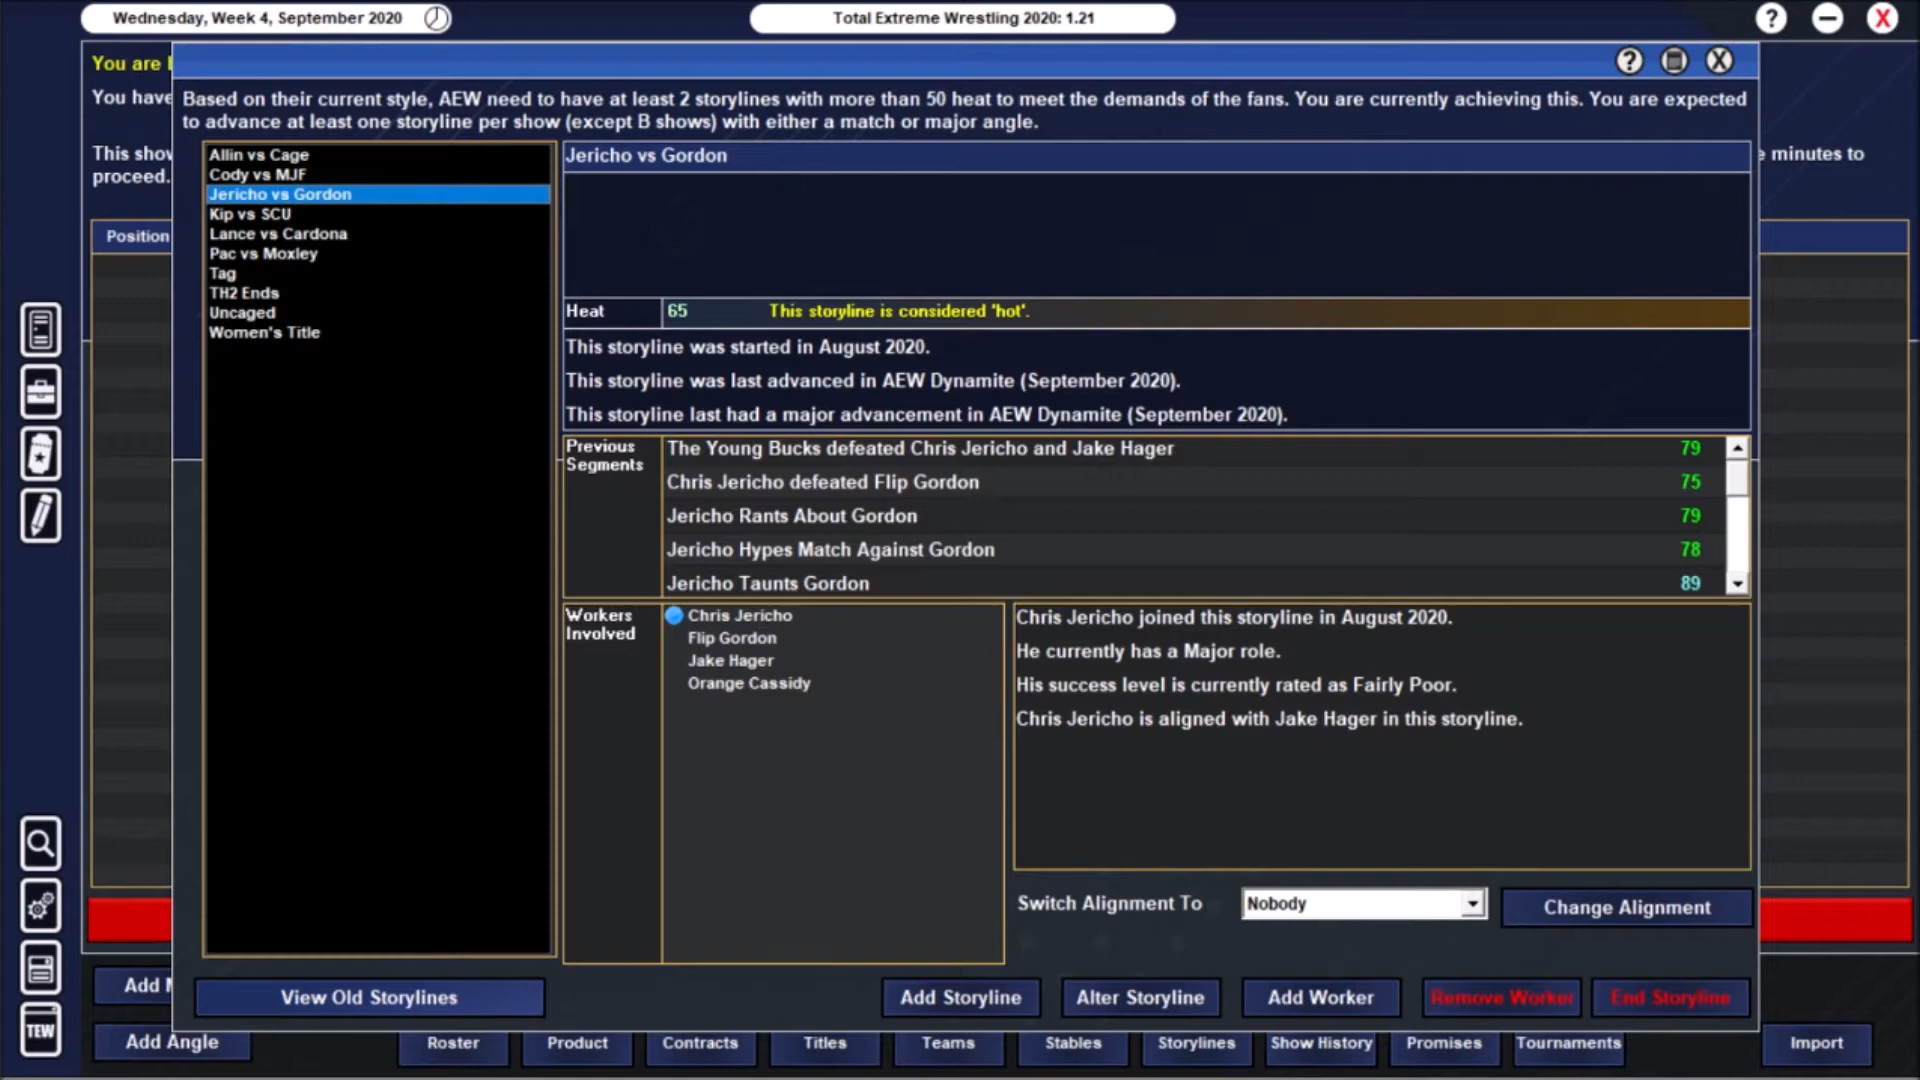 Wednesday, Week 4, September 2020
Total Extreme Wrestling 2020: 1.21
?
X
You are
You have
This show
proceed.
Position
Add
Add Angle
? X
Based on their current style, AEW need to have at least 2 storylines with more than 50 heat to meet the demands of the fans. You are currently achieving this. You are expected
to advance at least one storyline per show (except B shows) with either a match or major angle.
minutes to
Allin vs Cage
Cody vs MJF
Jericho vs Gordon
Kip vs SCU
Lance vs Cardona
Pac vs Moxley
Tag
TH2 Ends
Uncaged
Women's Title
Jericho vs Gordon
Heat 65 This storyline is considered 'hot'.
This storyline was started in August 2020.
This storyline was last advanced in AEW Dynamite (September 2020).
This storyline last had a major advancement in AEW Dynamite (September 2020).
Previous
Segments
The Young Bucks defeated Chris Jericho and Jake Hager 79
Chris Jericho defeated Flip Gordon 75
Jericho Rants About Gordon 79
Jericho Hypes Match Against Gordon 78
Jericho Taunts Gordon 89
Workers
Involved
Chris Jericho
Flip Gordon
Jake Hager
Orange Cassidy
Chris Jericho joined this storyline in August 2020.
He currently has a Major role.
His success level is currently rated as Fairly Poor.
Chris Jericho is aligned with Jake Hager in this storyline.
Switch Alignment To Nobody Change Alignment
View Old Storylines Add Storyline Alter Storyline Add Worker Remove Worker End Storyline
TEW
Roster Product Contracts Titles Teams Stables Storylines Show History Promises Tournaments Import